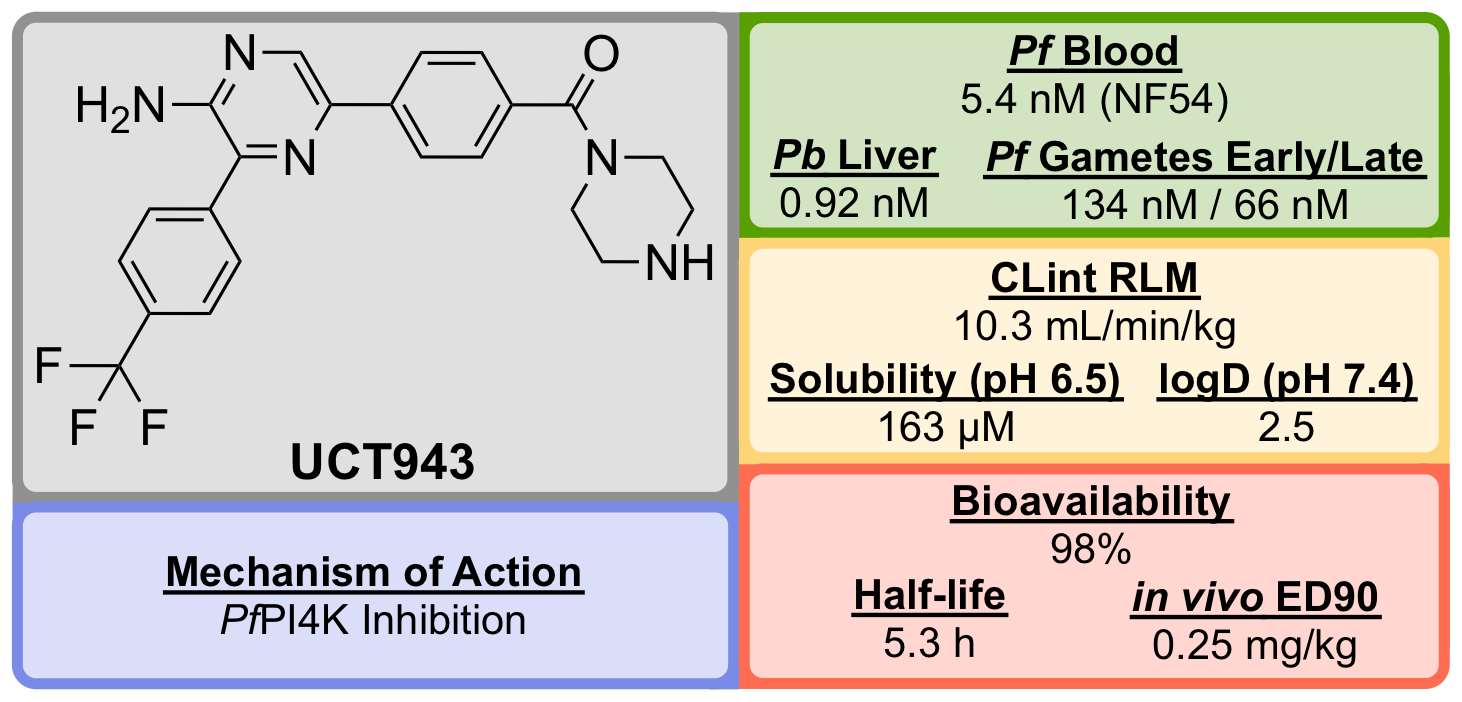 N
O
H2N
N
N
NH
F
F
F
UCT943
Mechanism of Action
PfPI4K Inhibition
Pf Blood
5.4 nM (NF54)
Pb Liver
0.92 nM
Pf Gametes Early/Late
134 nM / 66 nM
CLint RLM
10.3 mL/min/kg
Solubility (pH 6.5)
163 µM
logD (pH 7.4)
2.5
Bioavailability
98%
Half-life
5.3 h
in vivo ED90
0.25 mg/kg